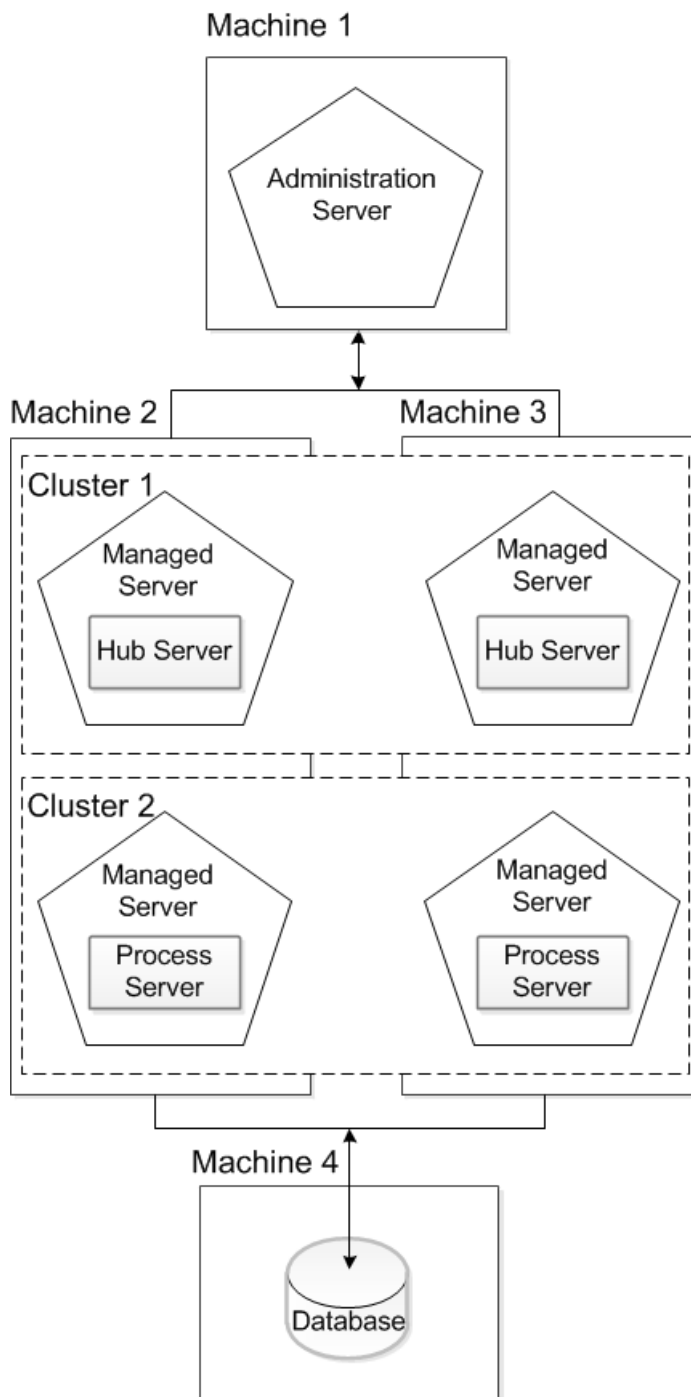 Machine 1
Administration
Server
Machine 2
Machine 3
Cluster 1
Managed
Server
Hub Server
Managed
Server
Hub Server
Cluster 2
Managed
Server
Process
Server
Managed
Server
Process
Server
Machine 4
Database